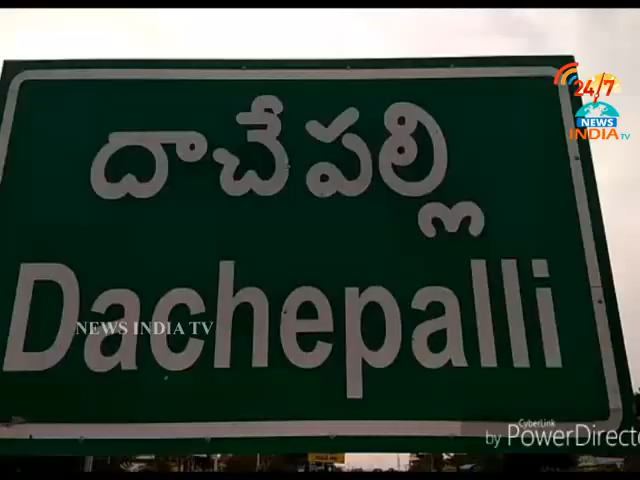 దాచేపల్లి
24/7
NEWS
INDIA TV
Dachepalli
NEWS INDIA TV
CyberLink
by PowerDirecto